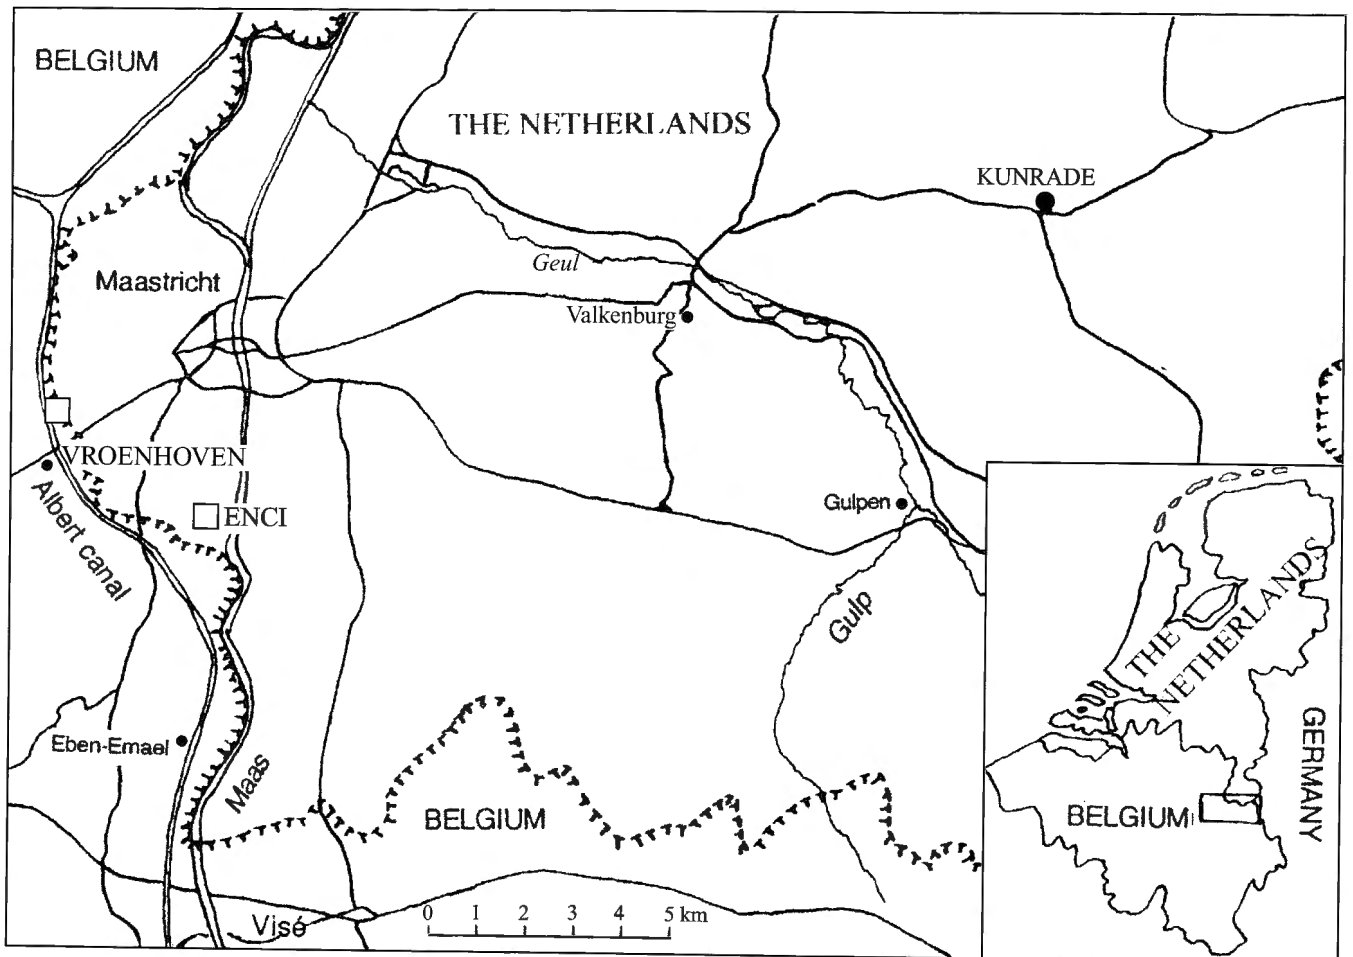 BELGIUM
THE NETHERLANDS
KUNRADE
Geul
Maastricht
Valkenburg
VROENHOVEN
ENCI
Albert canal
Gulpen
Gulp
Eben-Emael
Maas
BELGIUM
Visé
0 1 2 3 4 5 km
THE
NETHERLANDS
GERMANY
BELGIUM